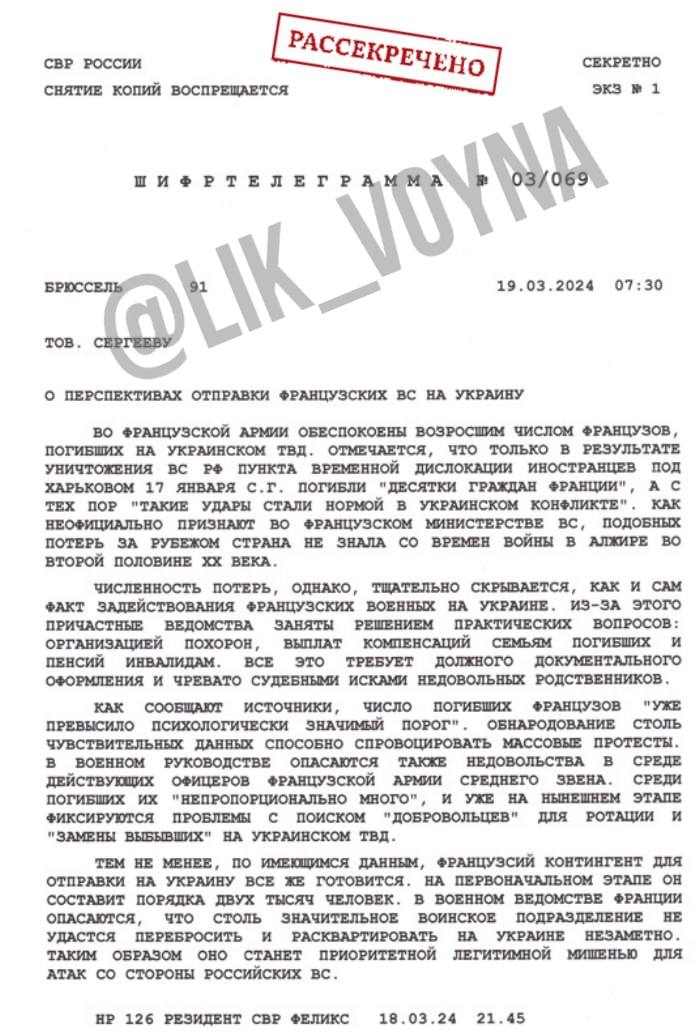 РАССЕКРЕЧЕНО
СВР РОССИИ СЕКРЕТНО
СНЯТИЕ КОПИЙ ВОСПРЕЩАЕТСЯ ЭКЗ № 1
ШИФРТЕЛЕГРАММА № 03/069
@LIK_VOYNA
БРЮССЕЛЬ 91 19.03.2024 07:30
ТОВ. СЕРГЕЕВУ
О ПЕРСПЕКТИВАХ ОТПРАВКИ ФРАНЦУЗСКИХ ВС НА УКРАИНУ
ВО ФРАНЦУЗСКОЙ АРМИИ ОБЕСПОКОЕНЫ ВОЗРОСШИМ ЧИСЛОМ ФРАНЦУЗОВ,
ПОГИБШИХ НА УКРАИНСКОМ ТВД. ОТМЕЧАЕТСЯ, ЧТО ТОЛЬКО В РЕЗУЛЬТАТЕ
УНИЧТОЖЕНИЯ ВС РФ ПУНКТА ВРЕМЕННОЙ ДИСЛОКАЦИИ ИНОСТРАНЦЕВ ПОД
ХАРЬКОВОМ 17 ЯНВАРЯ С.Г. ПОГИБЛИ "ДЕСЯТКИ ГРАЖДАН ФРАНЦИИ", А С
ТЕХ ПОР "ТАКИЕ УДАРЫ СТАЛИ НОРМОЙ В УКРАИНСКОМ КОНФЛИКТЕ". КАК
НЕОФИЦИАЛЬНО ПРИЗНАЮТ ВО ФРАНЦУЗСКОМ МИНИСТЕРСТВЕ ВС, ПОДОБНЫХ
ПОТЕРЬ ЗА РУБЕЖОМ СТРАНА НЕ ЗНАЛА СО ВРЕМЕН ВОЙНЫ В АЛЖИРЕ ВО
ВТОРОЙ ПОЛОВИНЕ XX ВЕКА.
ЧИСЛЕННОСТЬ ПОТЕРЬ, ОДНАКО, ТЩАТЕЛЬНО СКРЫВАЕТСЯ, КАК И САМ
ФАКТ ЗАДЕЙСТВОВАНИЯ ФРАНЦУЗСКИХ ВОЕННЫХ НА УКРАИНЕ. ИЗ-ЗА ЭТОГО
ПРИЧАСТНЫЕ ВЕДОМСТВА ЗАНЯТЫ РЕШЕНИЕМ ПРАКТИЧЕСКИХ ВОПРОСОВ:
ОРГАНИЗАЦИЕЙ ПОХОРОН, ВЫПЛАТ КОМПЕНСАЦИЙ СЕМЬЯМ ПОГИБШИХ И
ПЕНСИЙ ИНВАЛИДАМ. ВСЕ ЭТО ТРЕБУЕТ ДОЛЖНОГО ДОКУМЕНТАЛЬНОГО
ОФОРМЛЕНИЯ И ЧРЕВАТО СУДЕБНЫМИ ИСКАМИ НЕДОВОЛЬНЫХ РОДСТВЕННИКОВ.
КАК СООБЩАЮТ ИСТОЧНИКИ, ЧИСЛО ПОГИБШИХ ФРАНЦУЗОВ "УЖЕ
ПРЕВЫСИЛО ПСИХОЛОГИЧЕСКИ ЗНАЧИМЫЙ ПОРОГ". ОБНАРОДОВАНИЕ СТОЛЬ
ЧУВСТВИТЕЛЬНЫХ ДАННЫХ СПОСОБНО СПРОВОЦИРОВАТЬ МАССОВЫЕ ПРОТЕСТЫ.
В ВОЕННОМ РУКОВОДСТВЕ ОПАСАЮТСЯ ТАКЖЕ НЕДОВОЛЬСТВА В СРЕДЕ
ДЕЙСТВУЮЩИХ ОФИЦЕРОВ ФРАНЦУЗСКОЙ АРМИИ СРЕДНЕГО ЗВЕНА. СРЕДИ
ПОГИБШИХ ИХ "НЕПРОПОРЦИОНАЛЬНО МНОГО", И УЖЕ НА НЫНЕШНЕМ ЭТАПЕ
ФИКСИРУЮТСЯ ПРОБЛЕМЫ С ПОИСКОМ "ДОБРОВОЛЬЦЕВ" ДЛЯ РОТАЦИИ И
"ЗАМЕНЫ ВЫБЫВШИХ" НА УКРАИНСКОМ ТВД.
ТЕМ НЕ МЕНЕЕ, ПО ИМЕЮЩИМСЯ ДАННЫМ, ФРАНЦУЗСИЙ КОНТИНГЕНТ ДЛЯ
ОТПРАВКИ НА УКРАИНУ ВСЕ ЖЕ ГОТОВИТСЯ. НА ПЕРВОНАЧАЛЬНОМ ЭТАПЕ ОН
СОСТАВИТ ПОРЯДКА ДВУХ ТЫСЯЧ ЧЕЛОВЕК. В ВОЕННОМ ВЕДОМСТВЕ ФРАНЦИИ
ОПАСАЮТСЯ, ЧТО СТОЛЬ ЗНАЧИТЕЛЬНОЕ ВОИНСКОЕ ПОДРАЗДЕЛЕНИЕ НЕ
УДАСТСЯ ПЕРЕБРОСИТЬ И РАСКВАРТИРОВАТЬ НА УКРАИНЕ НЕЗАМЕТНО.
ТАКИМ ОБРАЗОМ ОНО СТАНЕТ ПРИОРИТЕТНОЙ ЛЕГИТИМНОЙ МИШЕНЬЮ ДЛЯ
АТАК СО СТОРОНЫ РОССИЙСКИХ ВС.
НР 126 РЕЗИДЕНТ СВР ФЕЛИКС 18.03.24 21.45